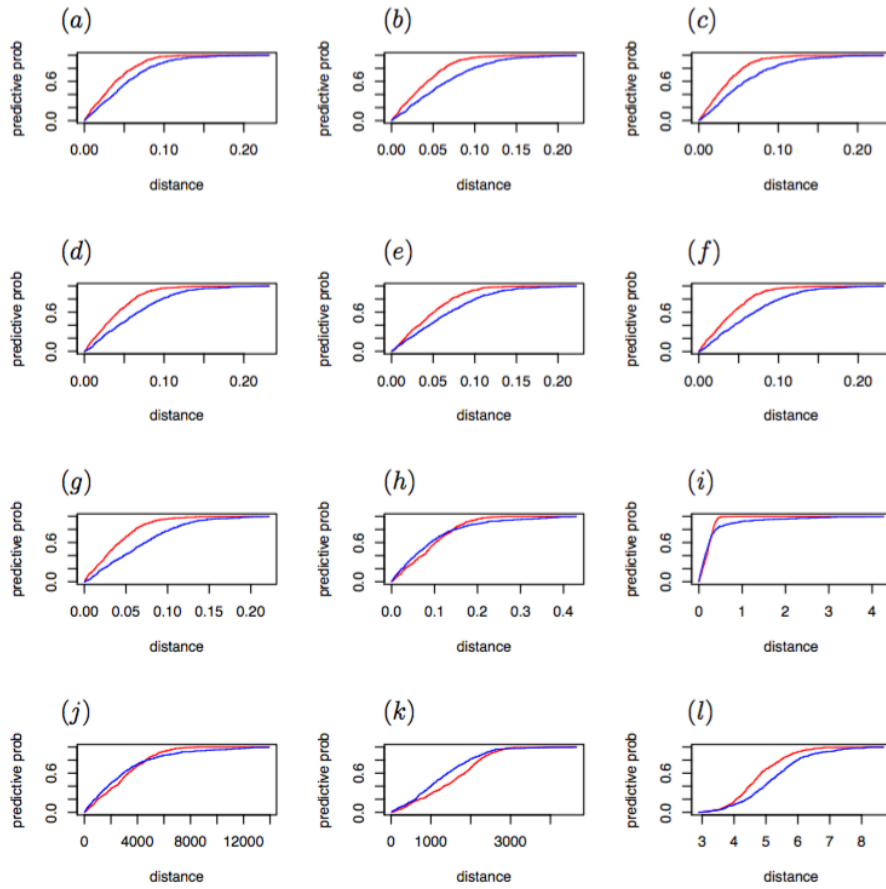 (a) (b) (c)
predictive prob predictive prob predictive prob
0.6 0.6 0.6
0.0 0.0 0.0
0.00 0.10 0.20 0.00 0.05 0.10 0.15 0.20 0.00 0.10 0.20
distance distance distance
(d) (e) (f)
predictive prob predictive prob predictive prob
0.6 0.6 0.6
0.0 0.0 0.0
0.00 0.10 0.20 0.00 0.05 0.10 0.15 0.20 0.00 0.10 0.20
distance distance distance
(g) (h) (i)
predictive prob predictive prob predictive prob
0.6 0.6 0.6
0.0 0.0 0.0
0.00 0.05 0.10 0.15 0.20 0.0 0.1 0.2 0.3 0.4 0 1 2 3 4
distance distance distance
(j) (k) (l)
predictive prob predictive prob predictive prob
0.6 0.6 0.6
0.0 0.0 0.0
0 4000 8000 12000 0 1000 3000 3 4 5 6 7 8
distance distance distance